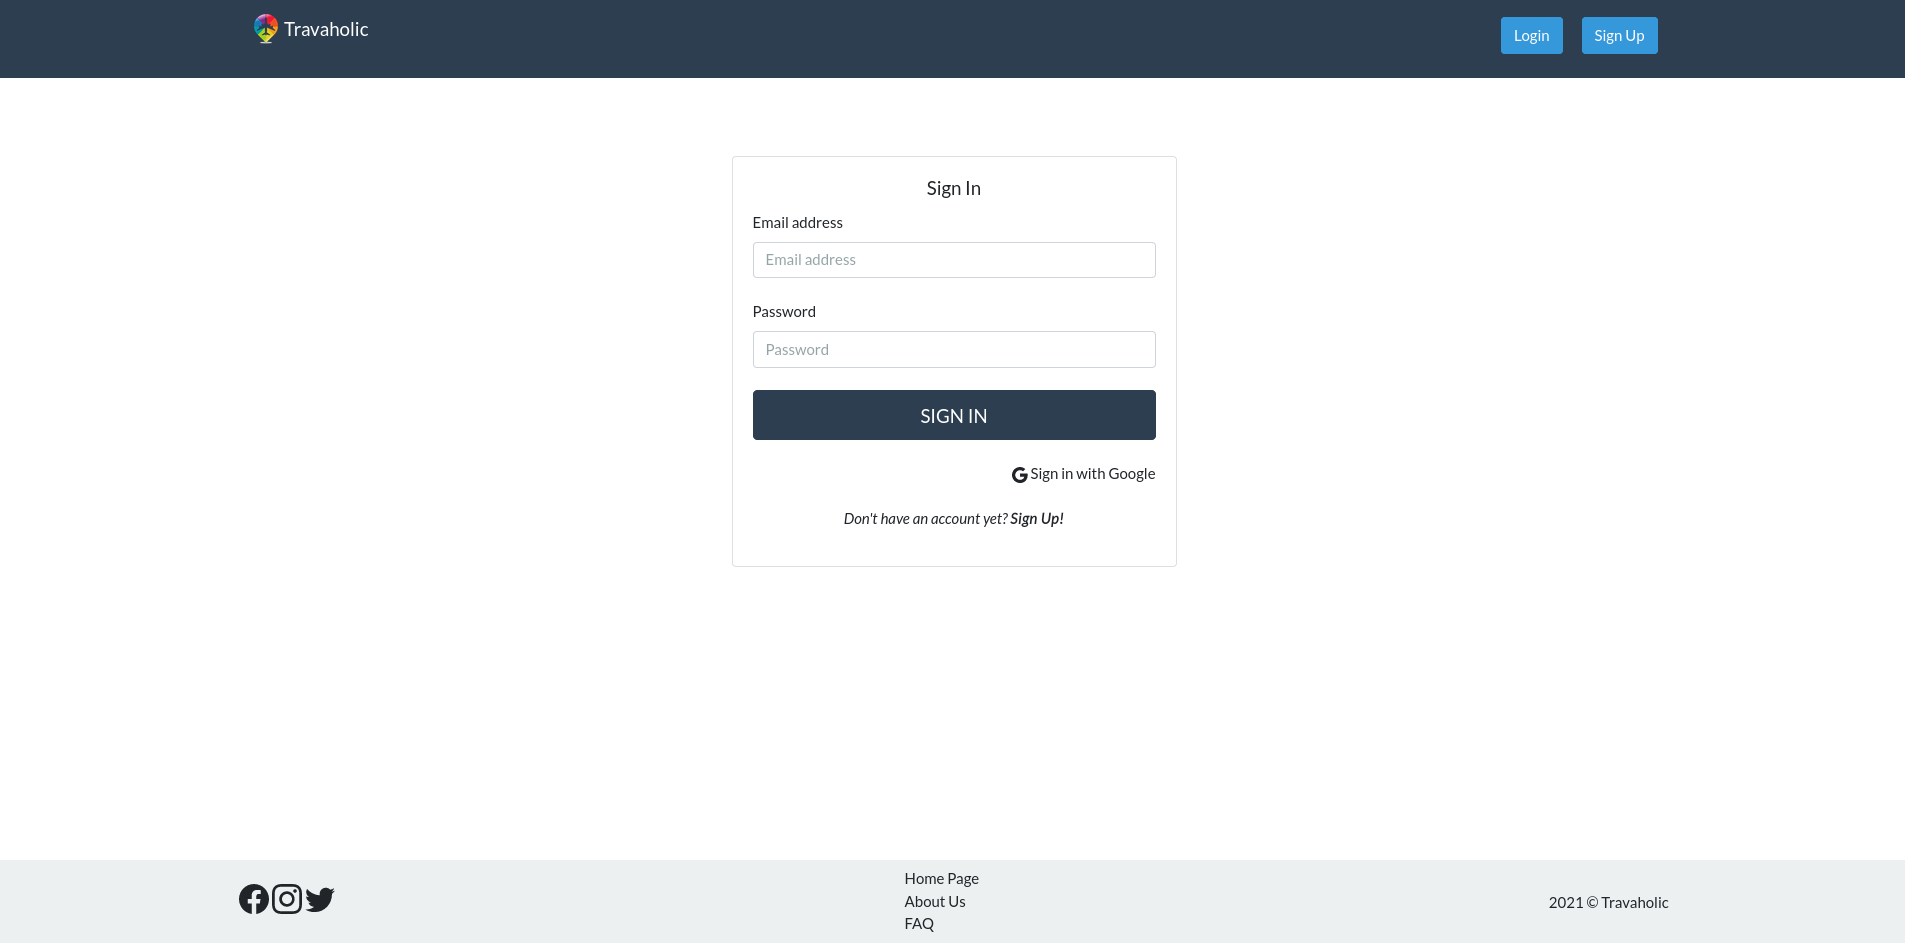 Travaholic
Login
Sign Up
Sign In
Email address
Email address
Password
Password
SIGN IN
Sign in with Google
Don't have an account yet? Sign Up!
Home Page
About Us
FAQ
2021 © Travaholic